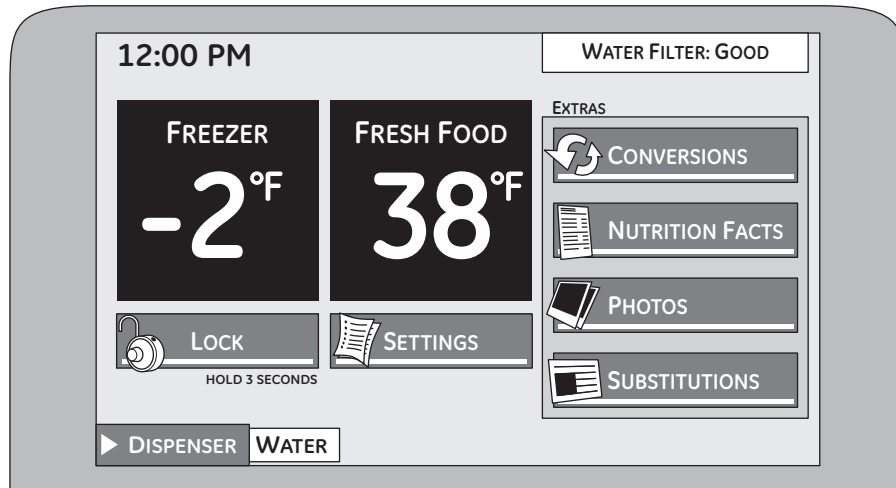 12:00 PM
WATER FILTER: GOOD
FREEZER
-2°F
FRESH FOOD
38°F
EXTRAS
CONVERSIONS
NUTRITION FACTS
PHOTOS
SUBSTITUTIONS
LOCK
HOLD 3 SECONDS
SETTINGS
DISPENSER
WATER